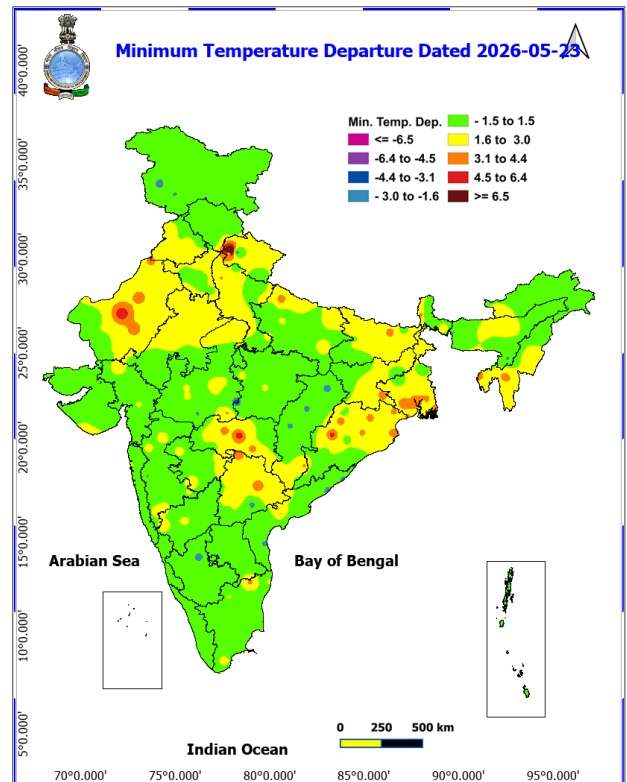 Minimum Temperature Departure Dated 2026-05-23
Min. Temp. Dep.
<= -6.5
-6.4 to -4.5
-4.4 to -3.1
- 3.0 to -1.6
- 1.5 to 1.5
1.6 to 3.0
3.1 to 4.4
4.5 to 6.4
>= 6.5
40°0.000'
35°0.000'
30°0.000'
25°0.000'
20°0.000'
15°0.000'
10°0.000'
5°0.000'
Arabian Sea
Bay of Bengal
Indian Ocean
0 250 500 km
70°0.000' 75°0.000' 80°0.000' 85°0.000' 90°0.000' 95°0.000'